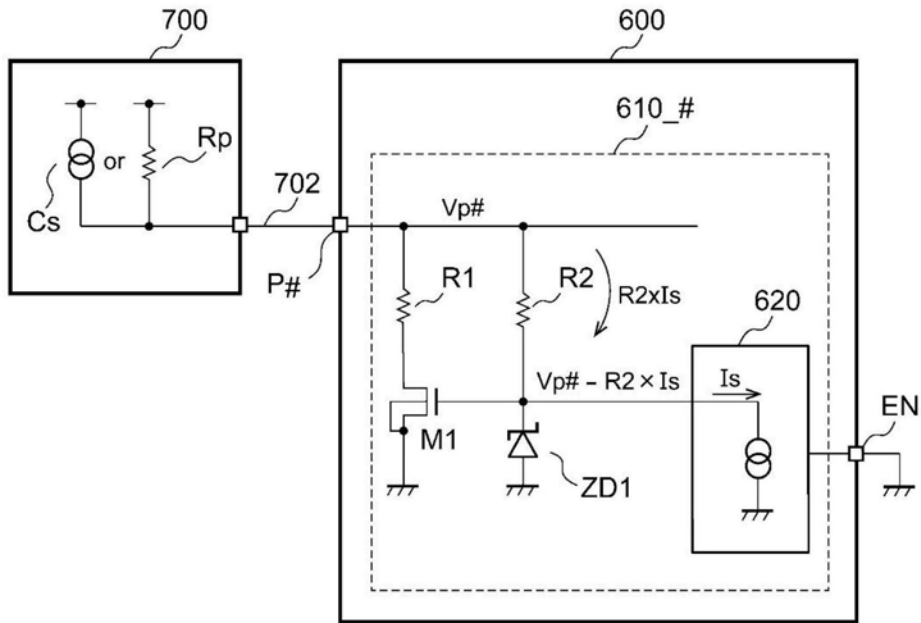 700
600
610_#
Rp
or
Cs
702
Vp#
P#
R1
R2
R2xIs
620
Vp# – R2 × Is
Is
EN
M1
ZD1